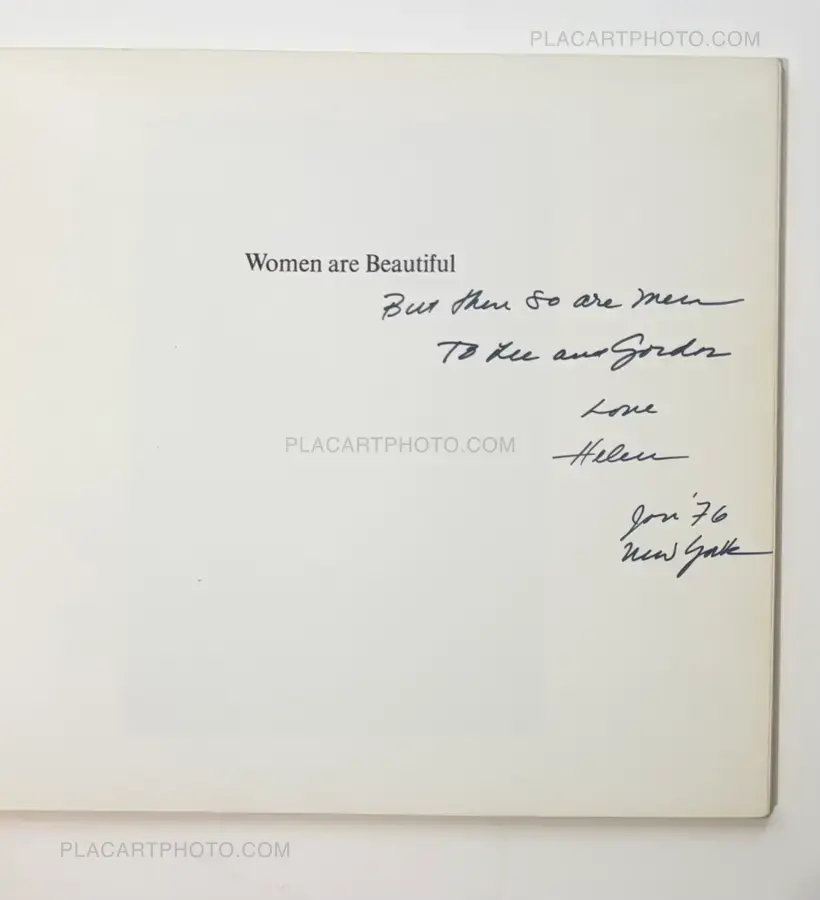 PLACARTPHOTO.COM
Women are Beautiful
But then so are men
To Lee and Gordon
PLACARTPHOTO.COM
Love
Helen
Jan '76
New York
PLACARTPHOTO.COM